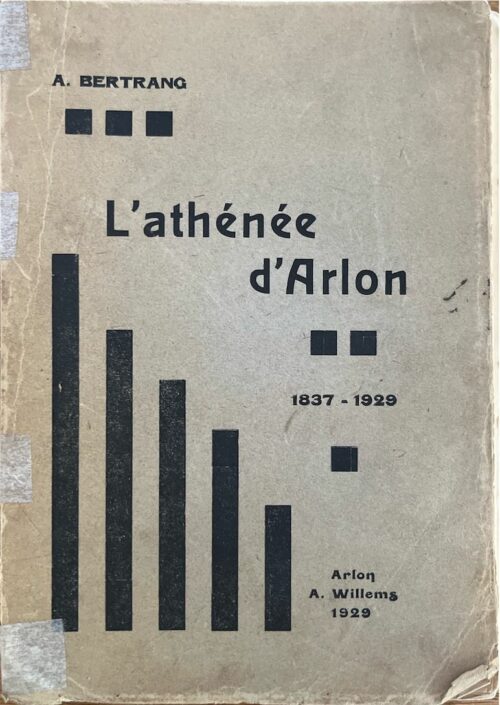 A. BERTRANG
L'athénée
d'Arlon
1837 - 1929
Arlon
A. Willems
1929